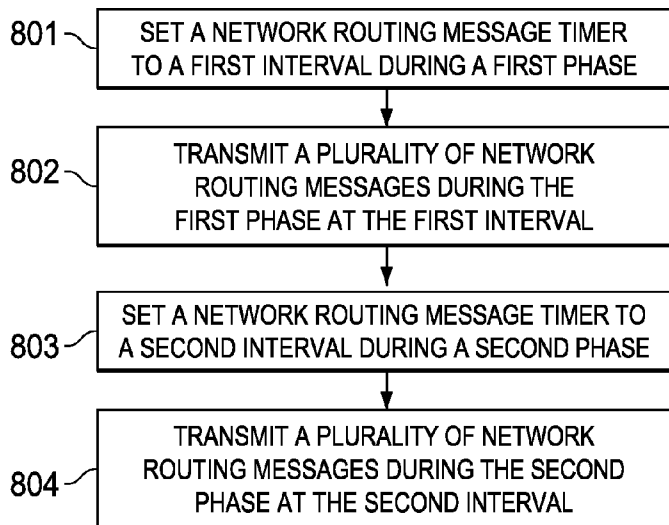 801
SET A NETWORK ROUTING MESSAGE TIMER
TO A FIRST INTERVAL DURING A FIRST PHASE
802
TRANSMIT A PLURALITY OF NETWORK
ROUTING MESSAGES DURING THE
FIRST PHASE AT THE FIRST INTERVAL
803
SET A NETWORK ROUTING MESSAGE TIMER TO
A SECOND INTERVAL DURING A SECOND PHASE
804
TRANSMIT A PLURALITY OF NETWORK
ROUTING MESSAGES DURING THE SECOND
PHASE AT THE SECOND INTERVAL